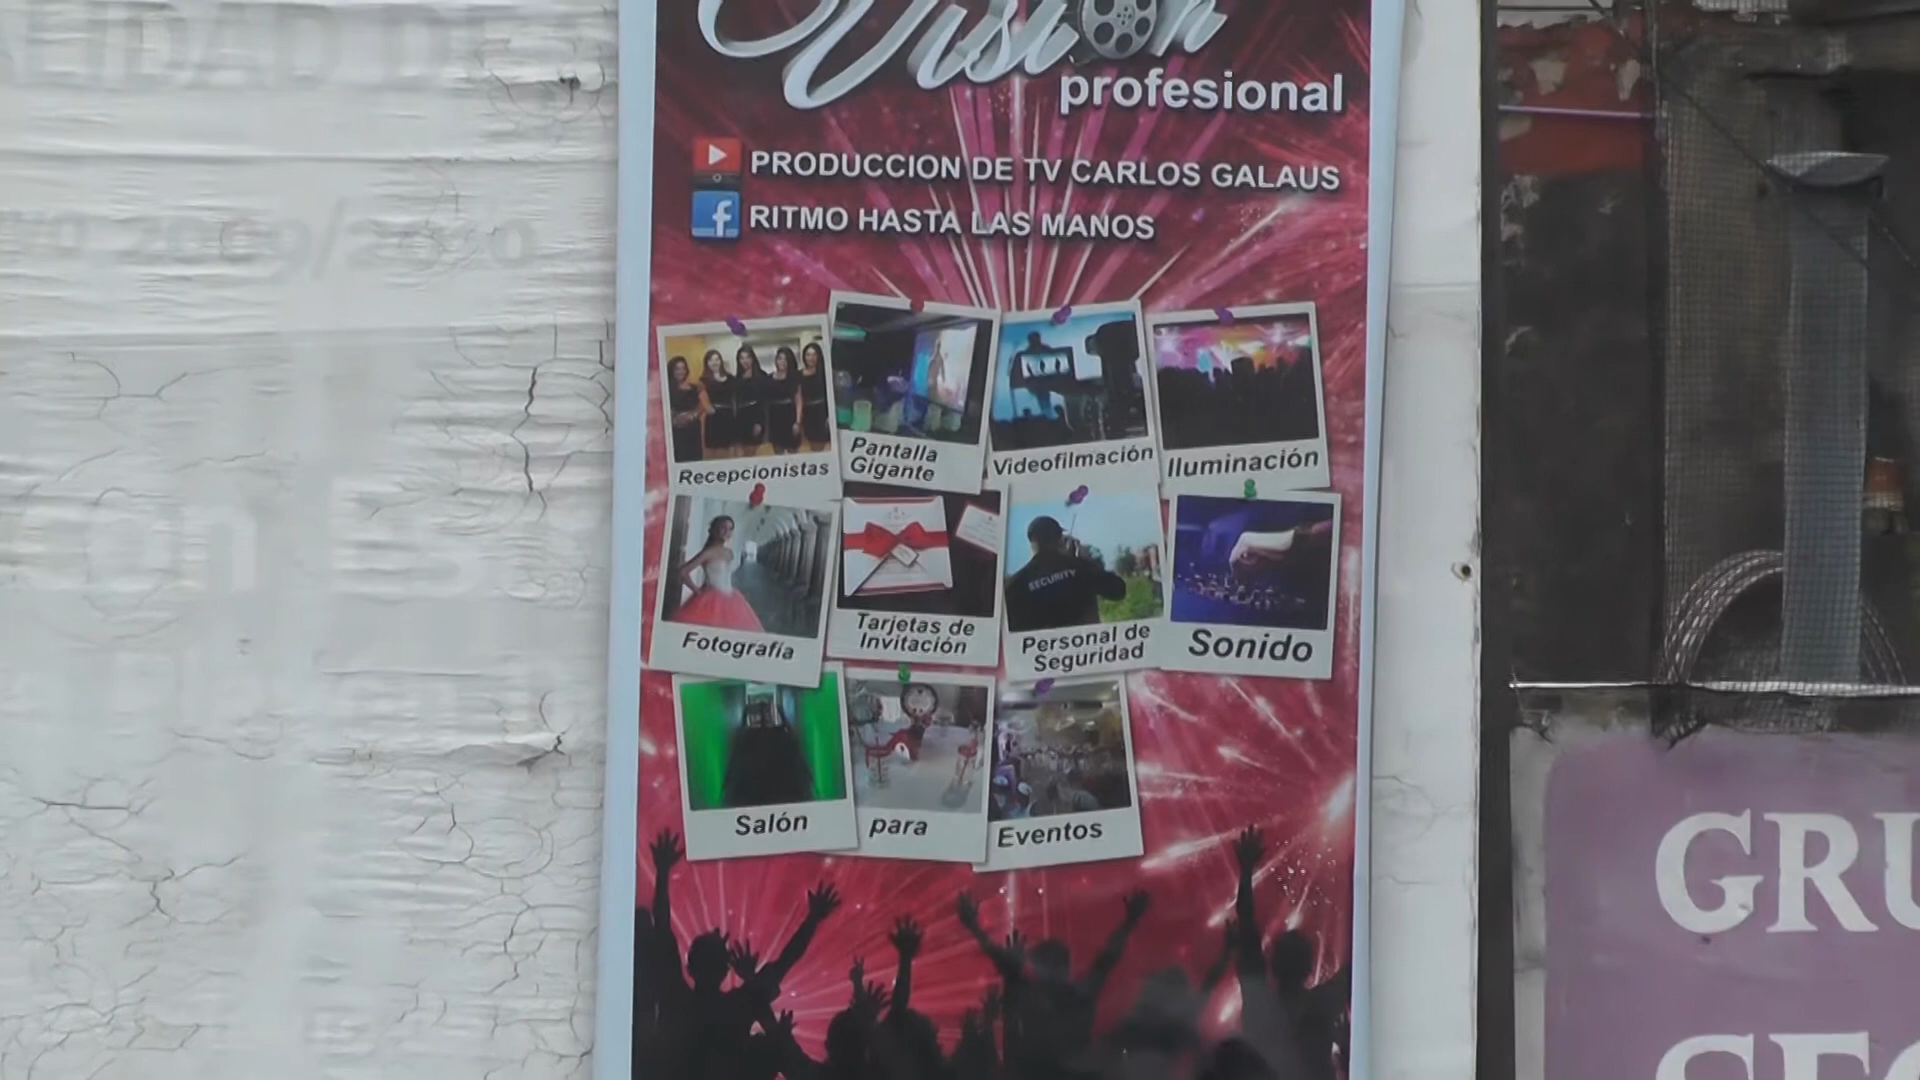 Visión
profesional
PRODUCCION DE TV CARLOS GALAUS
RITMO HASTA LAS MANOS
Recepcionistas
Pantalla
Gigante
Videofilmación
Iluminación
Fotografía
Tarjetas de
Invitación
SECURITY
Personal de
Seguridad
Sonido
Salón para Eventos
GRU